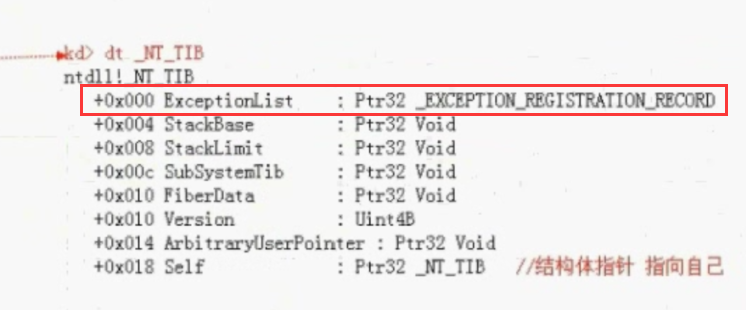 kd> dt _NT_TIB
ntdll!_NT_TIB
+0x000 ExceptionList : Ptr32 _EXCEPTION_REGISTRATION_RECORD
+0x004 StackBase : Ptr32 Void
+0x008 StackLimit : Ptr32 Void
+0x00c SubSystemTib : Ptr32 Void
+0x010 FiberData : Ptr32 Void
+0x010 Version : Uint4B
+0x014 ArbitraryUserPointer : Ptr32 Void
+0x018 Self : Ptr32 _NT_TIB //结构体指针 指向自己